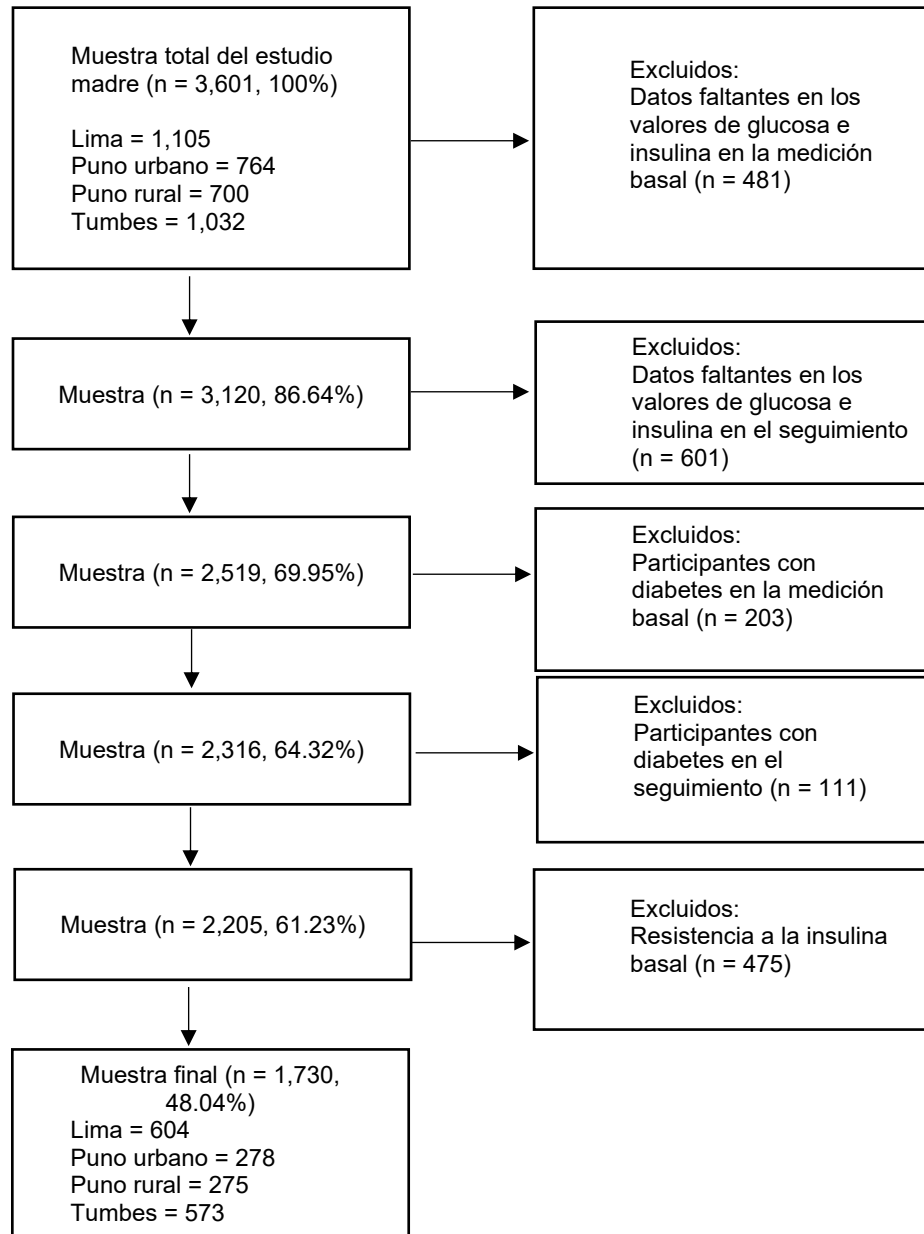 Muestra total del estudio
madre (n = 3,601, 100%)
Lima = 1,105
Puno urbano = 764
Puno rural = 700
Tumbes = 1,032
Excluidos:
Datos faltantes en los
valores de glucosa e
insulina en la medición
basal (n = 481)
Muestra (n = 3,120, 86.64%)
Excluidos:
Datos faltantes en los
valores de glucosa e
insulina en el seguimiento
(n = 601)
Muestra (n = 2,519, 69.95%)
Excluidos:
Participantes con
diabetes en la medición
basal (n = 203)
Muestra (n = 2,316, 64.32%)
Excluidos:
Participantes con
diabetes en el
seguimiento (n = 111)
Muestra (n = 2,205, 61.23%)
Excluidos:
Resistencia a la insulina
basal (n = 475)
Muestra final (n = 1,730,
48.04%)
Lima = 604
Puno urbano = 278
Puno rural = 275
Tumbes = 573